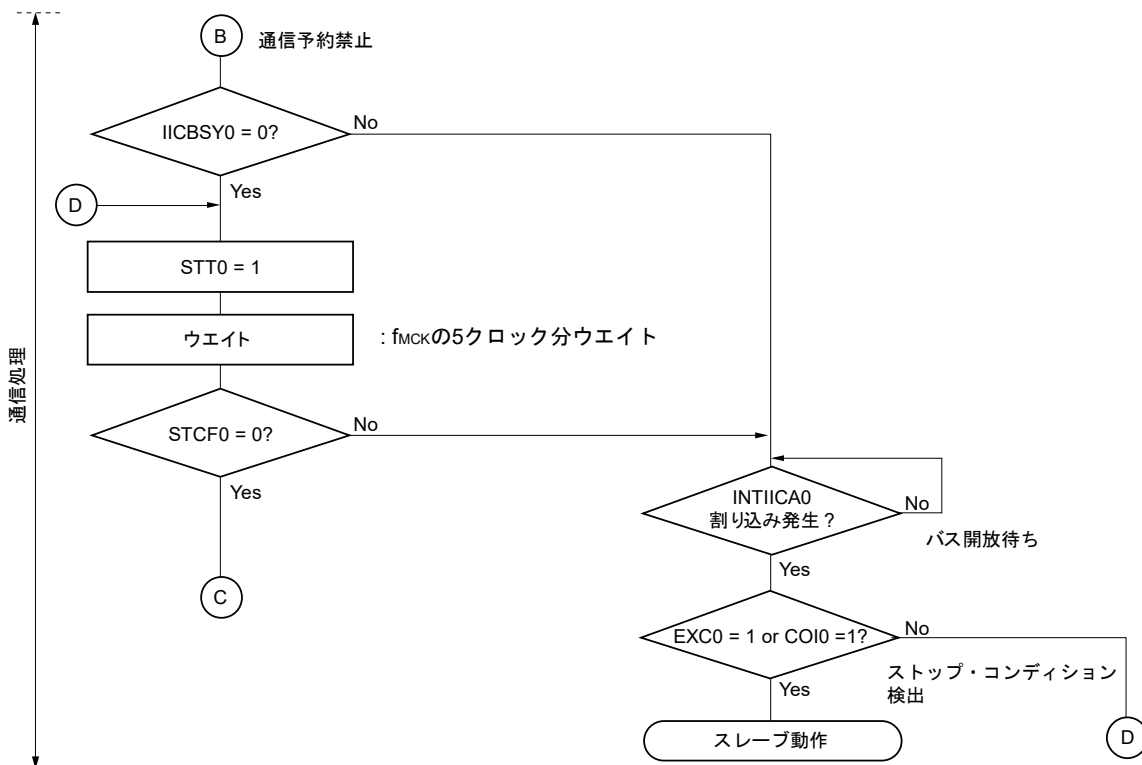 B
通信予約禁止
IICBSY0 = 0?
No
Yes
D
STT0 = 1
ウエイト
: fMCKの5クロック分ウエイト
通信処理
STCF0 = 0?
No
Yes
C
INTIICA0
割り込み発生？
No
バス開放待ち
Yes
EXC0 = 1 or COI0 =1?
No
ストップ・コンディション
検出
Yes
スレーブ動作
D